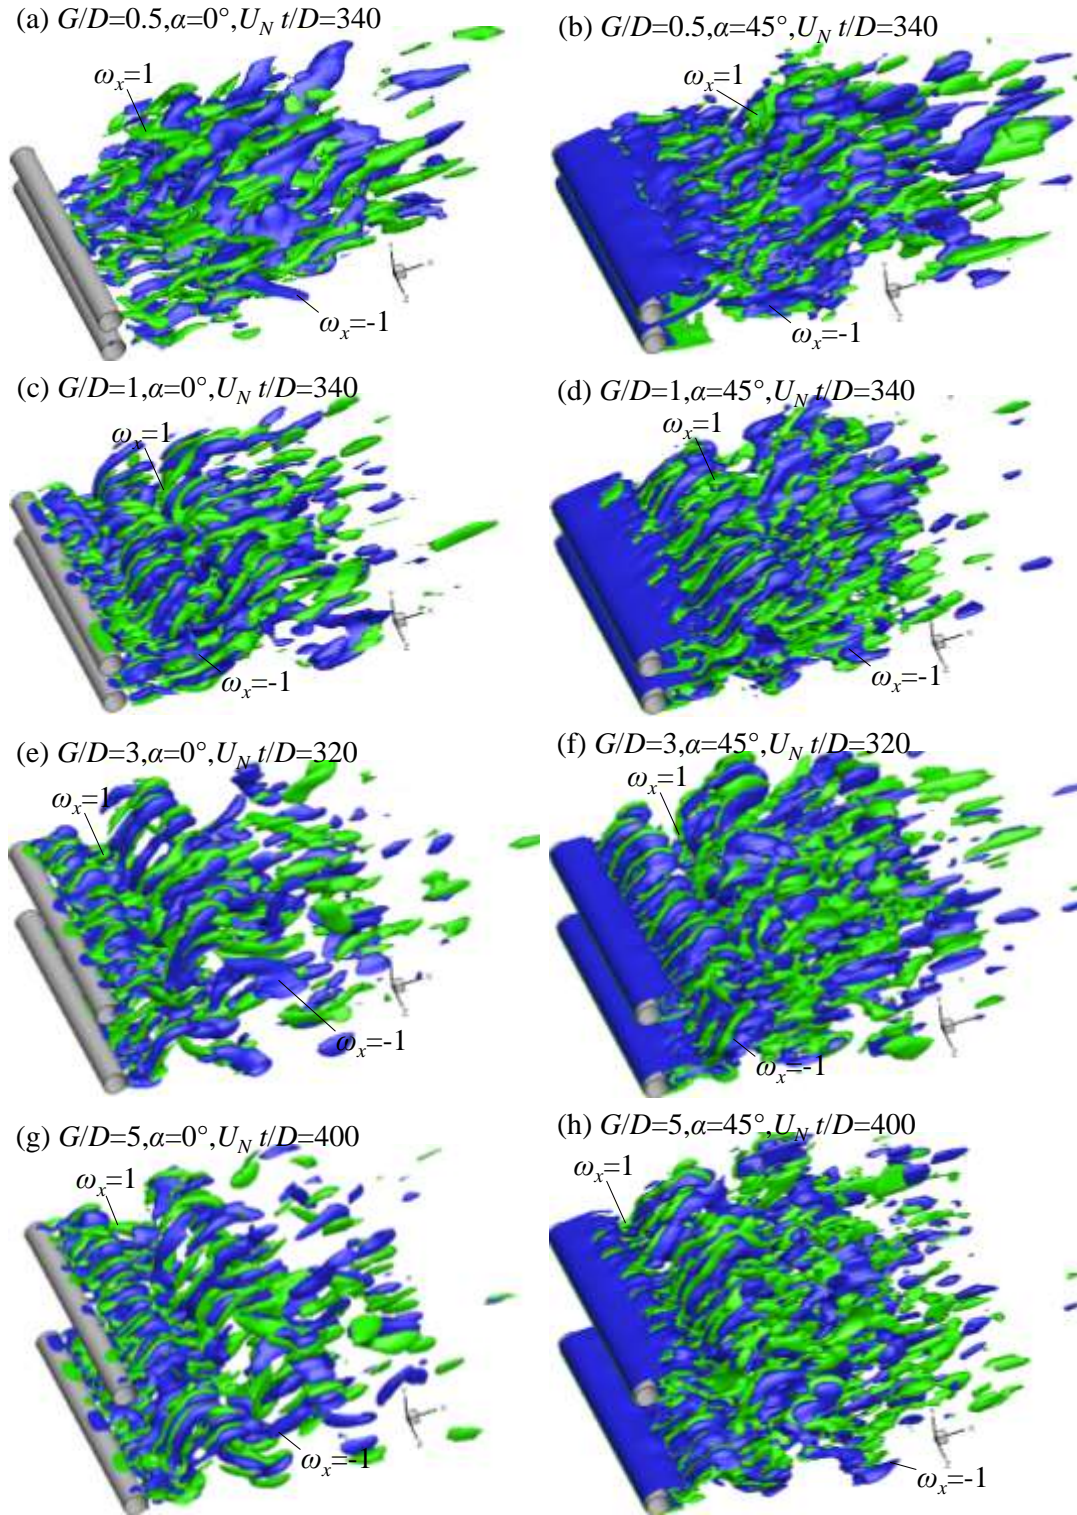 (a) G/D=0.5,α=0°,U_N t/D=340
(b) G/D=0.5,α=45°,U_N t/D=340
ω_x=1
ω_x=1
ω_x=-1
ω_x=-1
(c) G/D=1,α=0°,U_N t/D=340
(d) G/D=1,α=45°,U_N t/D=340
ω_x=1
ω_x=1
ω_x=-1
ω_x=-1
(e) G/D=3,α=0°,U_N t/D=320
(f) G/D=3,α=45°,U_N t/D=320
ω_x=1
ω_x=1
ω_x=-1
ω_x=-1
(g) G/D=5,α=0°,U_N t/D=400
(h) G/D=5,α=45°,U_N t/D=400
ω_x=1
ω_x=1
ω_x=-1
ω_x=-1